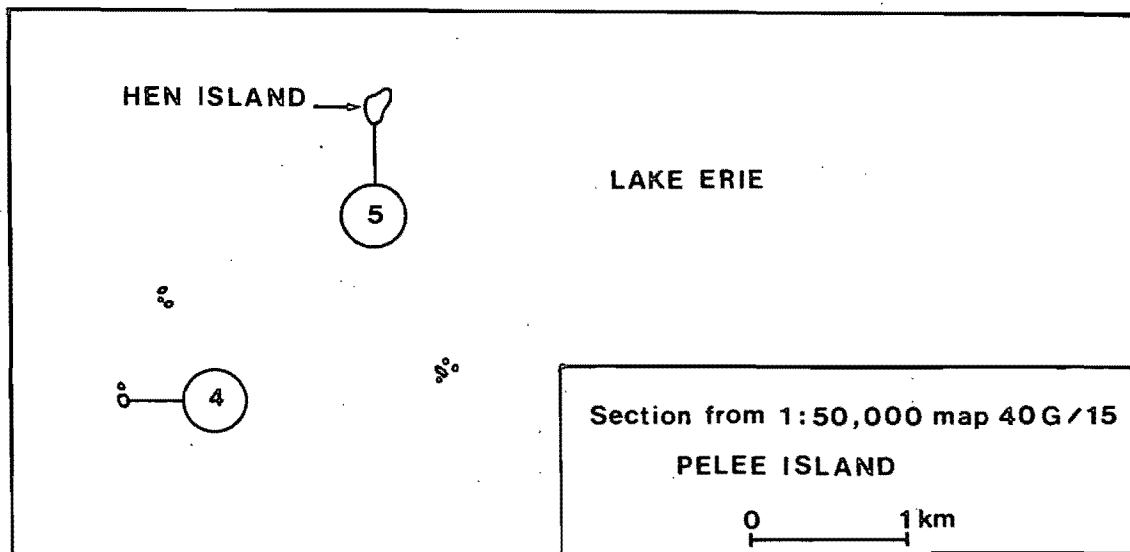 HEN ISLAND
LAKE ERIE
5
4
Section from 1:50,000 map 40G/15
PELEE ISLAND
0 1 km